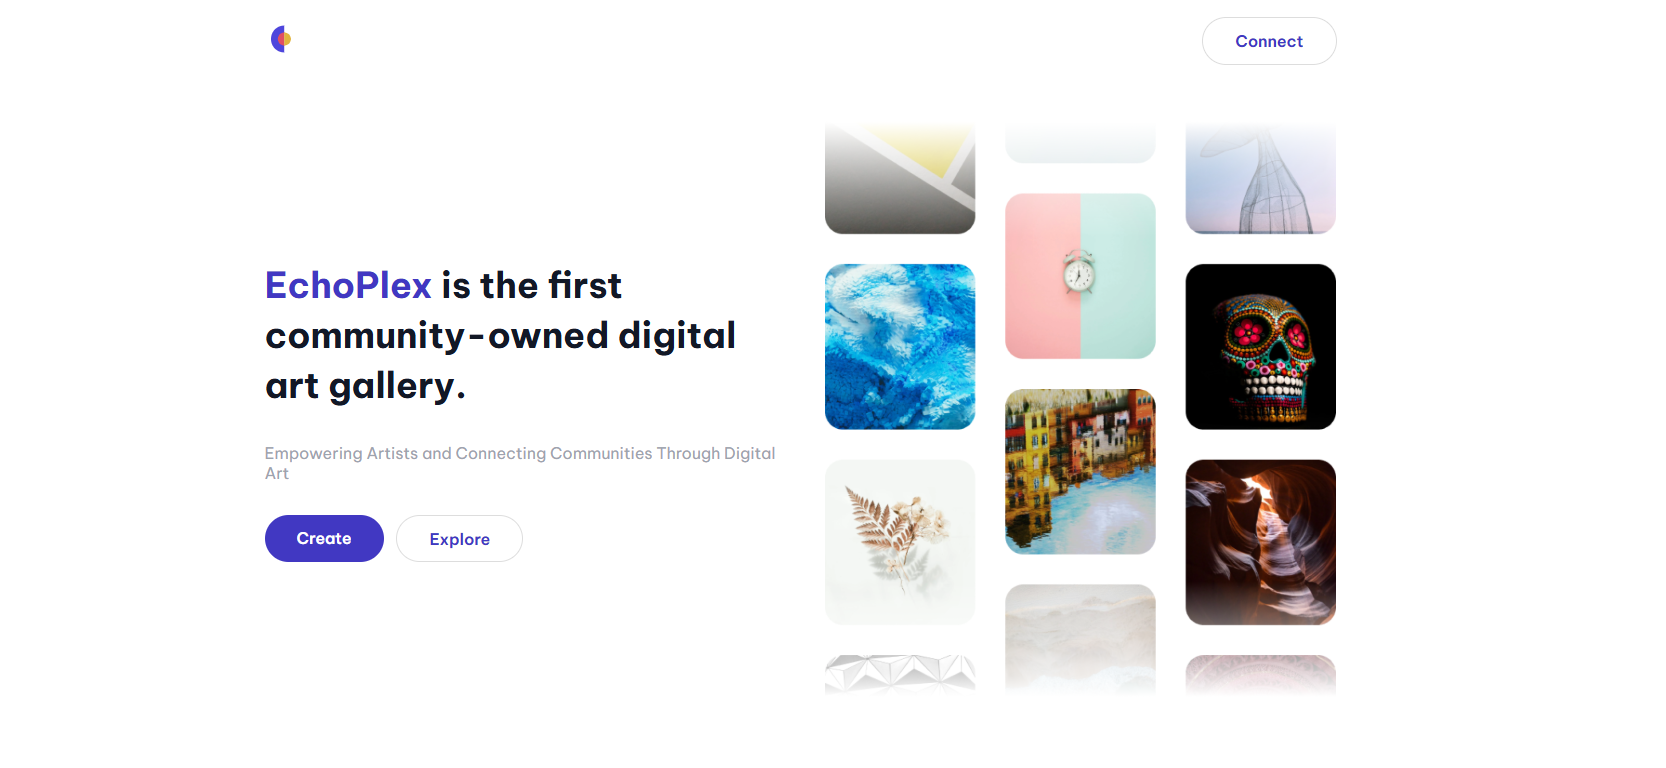 Connect
EchoPlex is the first
community-owned digital
art gallery.
Empowering Artists and Connecting Communities Through Digital
Art
Create
Explore